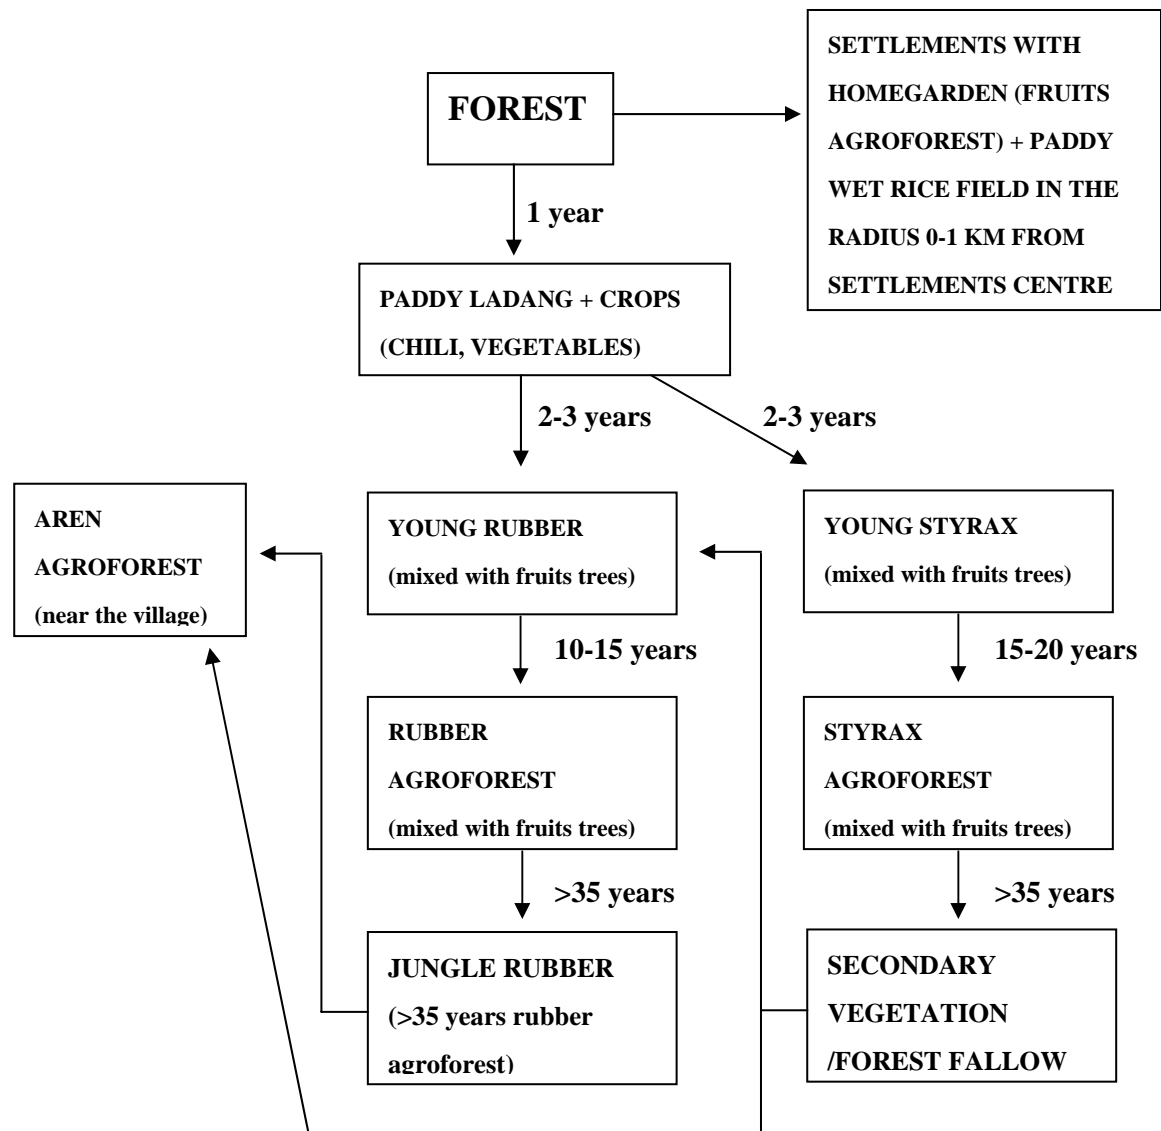 SETTLEMENTS WITH
HOMEGARDEN (FRUITS
AGROFOREST) + PADDY
WET RICE FIELD IN THE
RADIUS 0-1 KM FROM
SETTLEMENTS CENTRE
FOREST
1 year
PADDY LADANG + CROPS
(CHILI, VEGETABLES)
2-3 years
2-3 years
AREN
AGROFOREST
(near the village)
YOUNG RUBBER
(mixed with fruits trees)
YOUNG STYRAX
(mixed with fruits trees)
10-15 years
15-20 years
RUBBER
AGROFOREST
(mixed with fruits trees)
STYRAX
AGROFOREST
(mixed with fruits trees)
>35 years
>35 years
JUNGLE RUBBER
(>35 years rubber
agroforest)
SECONDARY
VEGETATION
/FOREST FALLOW